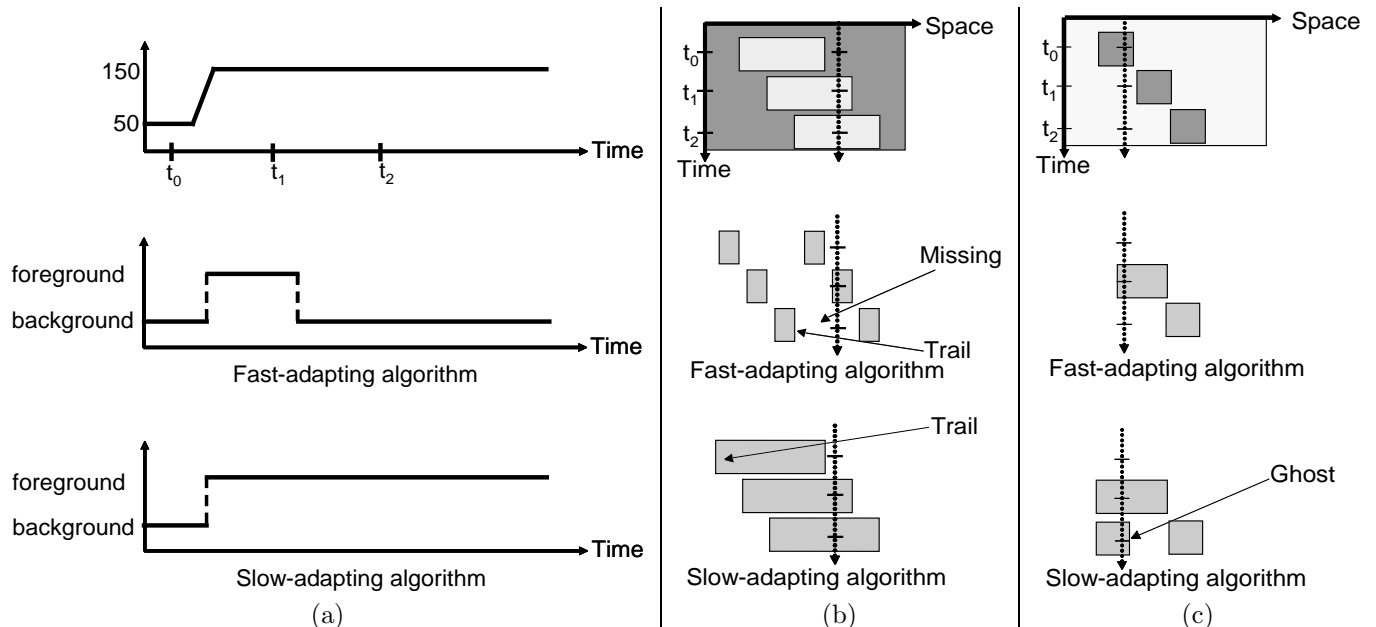 150
50
Time
t0
t1
t2
foreground
background
Time
Fast-adapting algorithm
foreground
background
Time
Slow-adapting algorithm
(a)
Space
t0
t1
t2
Time
Missing
Trail
Fast-adapting algorithm
Trail
Slow-adapting algorithm
(b)
Space
t0
t1
t2
Time
Fast-adapting algorithm
Ghost
Slow-adapting algorithm
(c)